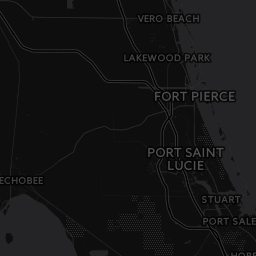 VERO BEACH
LAKEWOOD PARK
FORT PIERCE
PORT SAINT
LUCIE
ECHOBEE
STUART
PORT SALE
HOBE